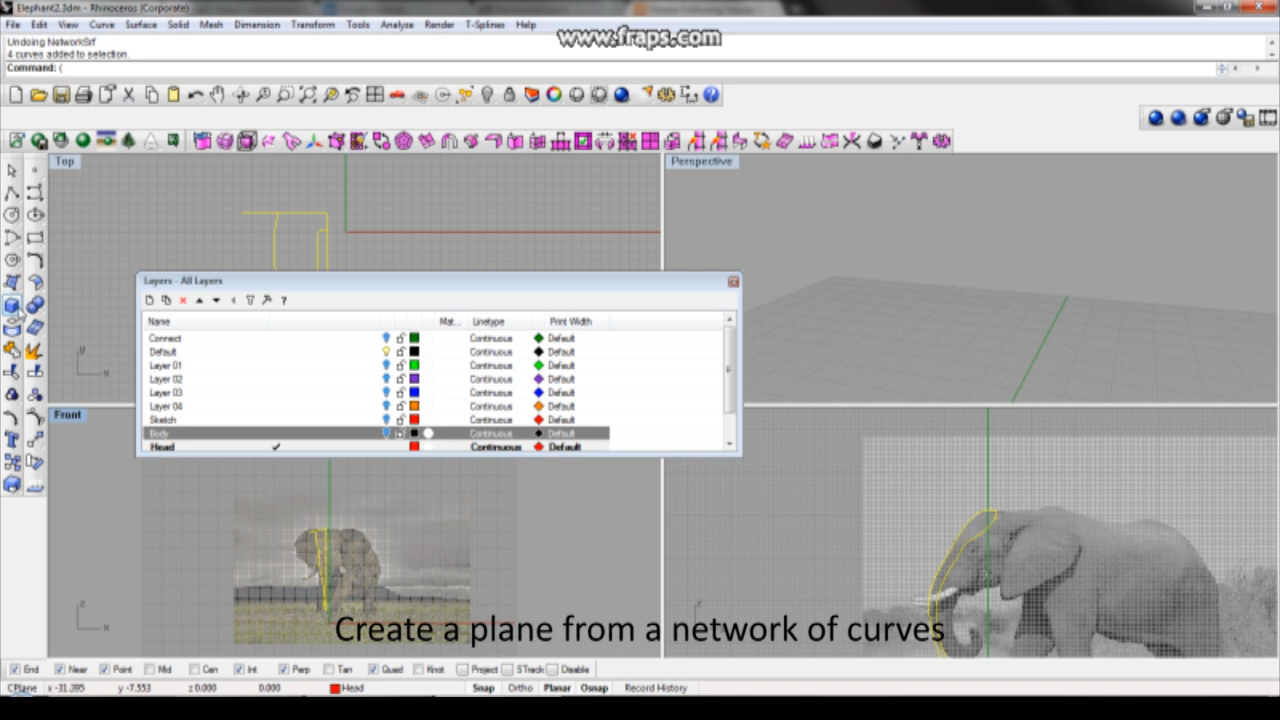 Elephant2.3dm - Rhinoceros (Corporate)
File Edit View Curve Surface Solid Mesh Dimension Transform Tools Analyze Render T-Splines Help
www.fraps.com
Undoing NetworkSrf
4 curves added to selection.
Command: (
Top
Perspective
Layers - All Layers
Name Mat... Linetype Print Width
Connect Continuous Default
Default Continuous Default
Layer 01 Continuous Default
Layer 02 Continuous Default
Layer 03 Continuous Default
Layer 04 Continuous Default
Sketch Continuous Default
Body Continuous Default
Head Continuous Default
y
x
Front
z
x
z
Create a plane from a network of curves
End Near Point Mid Cen Int Perp Tan Quad Knot Project STrack Disable
CPlane x -31.395 y -7.553 z 0.000 0.000 Head Snap Ortho Planar Osnap Record History